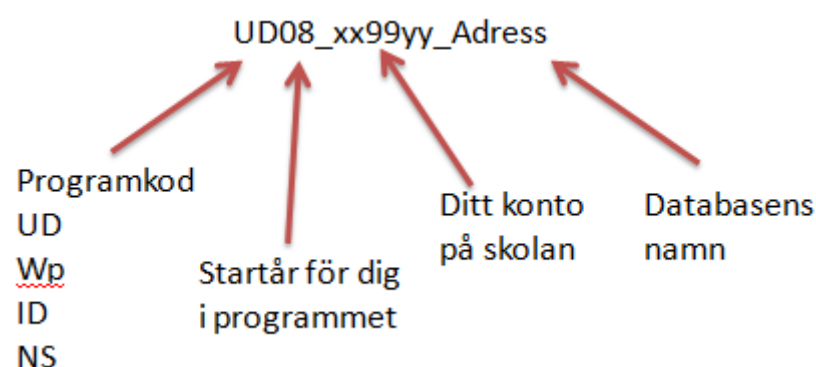 UD08_xx99yy_Adress
Programkod
UD
Wp
ID
NS
Startår för dig
i programmet
Ditt konto
på skolan
Databasens
namn